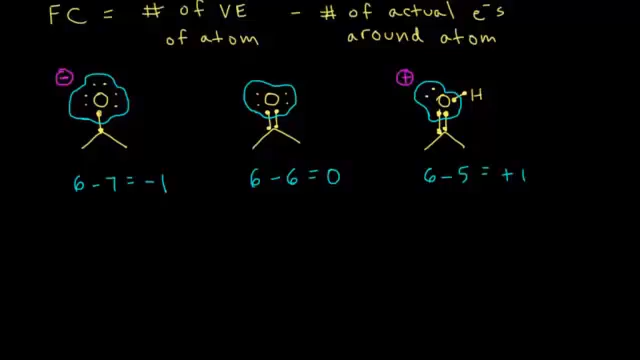 FC = # of VE - # of actual e⁻s
of atom around atom
- +
O O O H
6 - 7 = -1 6 - 6 = 0 6 - 5 = +1